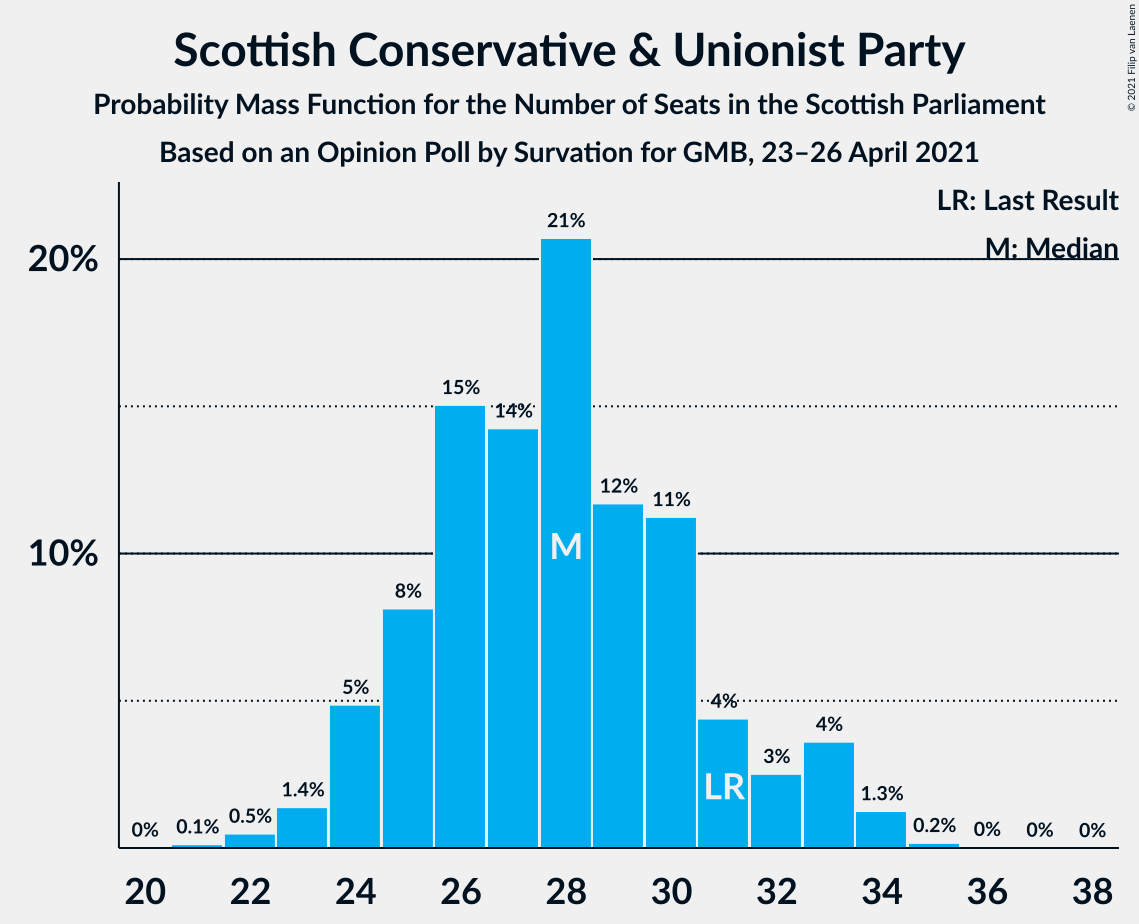 Scottish Conservative & Unionist Party
Probability Mass Function for the Number of Seats in the Scottish Parliament
Based on an Opinion Poll by Survation for GMB, 23–26 April 2021
© 2021 Filip van Laenen
LR: Last Result
M: Median
20%
10%
0%
0.1%
0.5%
1.4%
5%
8%
15%
14%
21%
12%
11%
4%
3%
4%
1.3%
0.2%
0%
0%
0%
M
LR
20 22 24 26 28 30 32 34 36 38